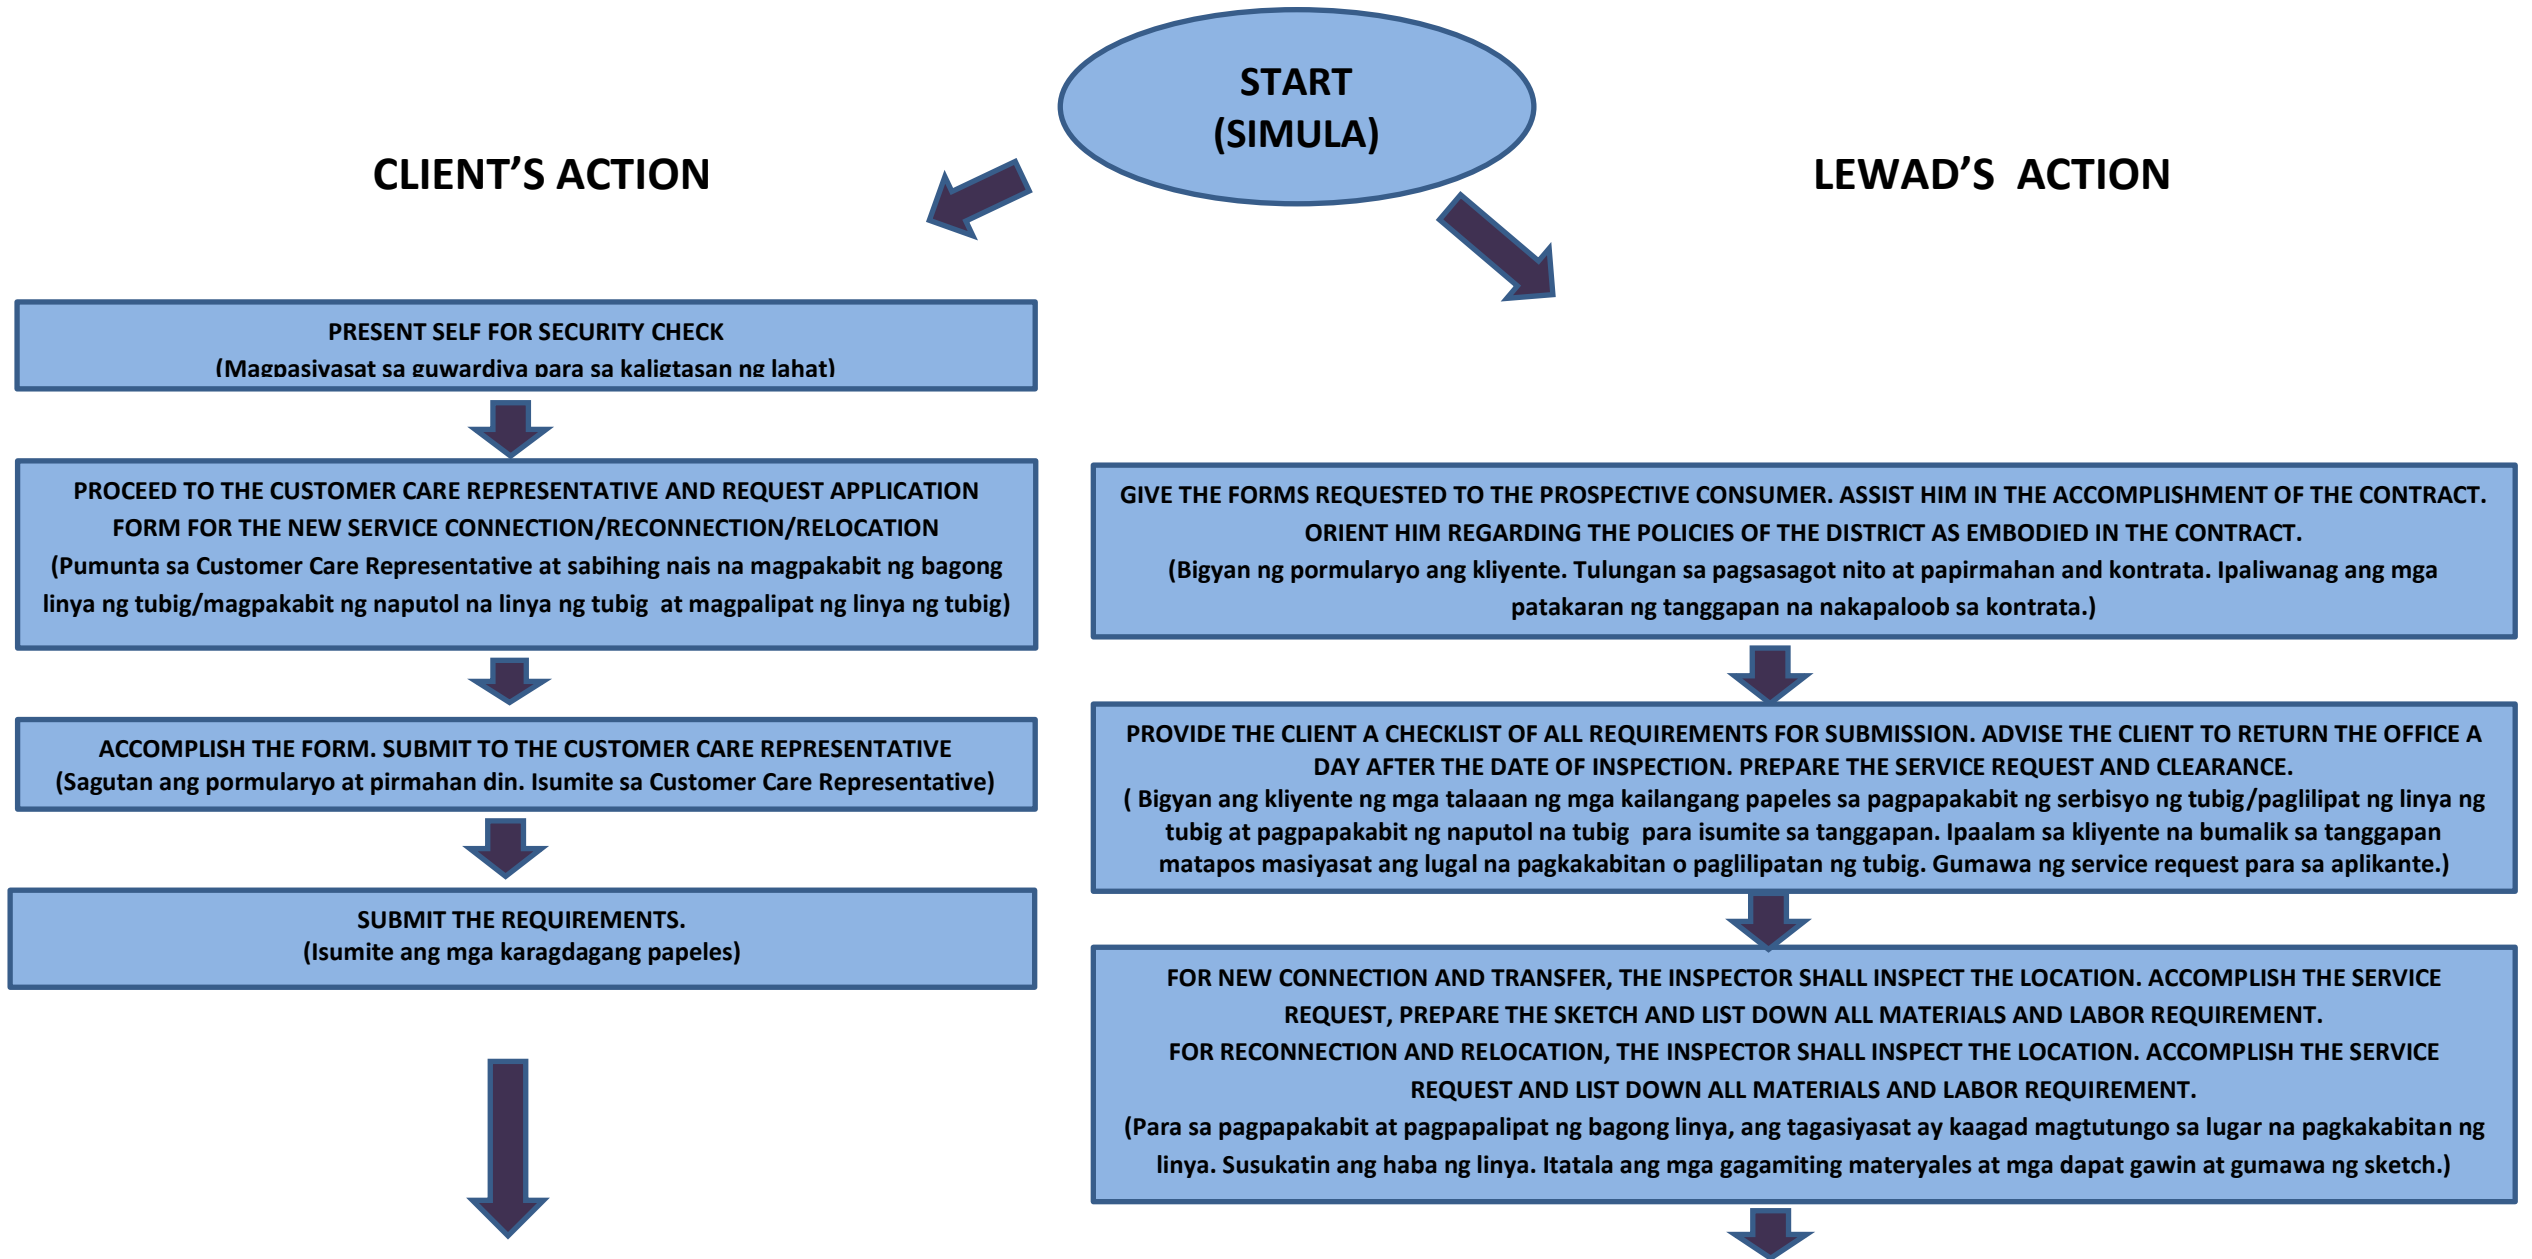 START
(SIMULA)
CLIENT’S ACTION
LEWAD’S ACTION
PRESENT SELF FOR SECURITY CHECK
(Magpasiyasat sa guwardiya para sa kaligtasan ng lahat)
PROCEED TO THE CUSTOMER CARE REPRESENTATIVE AND REQUEST APPLICATION
FORM FOR THE NEW SERVICE CONNECTION/RECONNECTION/RELOCATION
(Pumunta sa Customer Care Representative at sabihing nais na magpakabit ng bagong
linya ng tubig/magpakabit ng naputol na linya ng tubig at magpalipat ng linya ng tubig)
ACCOMPLISH THE FORM. SUBMIT TO THE CUSTOMER CARE REPRESENTATIVE
(Sagutan ang pormularyo at pirmahan din. Isumite sa Customer Care Representative)
SUBMIT THE REQUIREMENTS.
(Isumite ang mga karagdagang papeles)
GIVE THE FORMS REQUESTED TO THE PROSPECTIVE CONSUMER. ASSIST HIM IN THE ACCOMPLISHMENT OF THE CONTRACT.
ORIENT HIM REGARDING THE POLICIES OF THE DISTRICT AS EMBODIED IN THE CONTRACT.
(Bigyan ng pormularyo ang kliyente. Tulungan sa pagsasagot nito at papirmahan and kontrata. Ipaliwanag ang mga
patakaran ng tanggapan na nakapaloob sa kontrata.)
PROVIDE THE CLIENT A CHECKLIST OF ALL REQUIREMENTS FOR SUBMISSION. ADVISE THE CLIENT TO RETURN THE OFFICE A
DAY AFTER THE DATE OF INSPECTION. PREPARE THE SERVICE REQUEST AND CLEARANCE.
( Bigyan ang kliyente ng mga talaaan ng mga kailangang papeles sa pagpapakabit ng serbisyo ng tubig/paglilipat ng linya ng
tubig at pagpapakabit ng naputol na tubig para isumite sa tanggapan. Ipaalam sa kliyente na bumalik sa tanggapan
matapos masiyasat ang lugal na pagkakabitan o paglilipatan ng tubig. Gumawa ng service request para sa aplikante.)
FOR NEW CONNECTION AND TRANSFER, THE INSPECTOR SHALL INSPECT THE LOCATION. ACCOMPLISH THE SERVICE
REQUEST, PREPARE THE SKETCH AND LIST DOWN ALL MATERIALS AND LABOR REQUIREMENT.
FOR RECONNECTION AND RELOCATION, THE INSPECTOR SHALL INSPECT THE LOCATION. ACCOMPLISH THE SERVICE
REQUEST AND LIST DOWN ALL MATERIALS AND LABOR REQUIREMENT.
(Para sa pagpapakabit at pagpapalipat ng bagong linya, ang tagasiyasat ay kaagad magtutungo sa lugar na pagkakabitan ng
linya. Susukatin ang haba ng linya. Itatala ang mga gagamiting materyales at mga dapat gawin at gumawa ng sketch.)